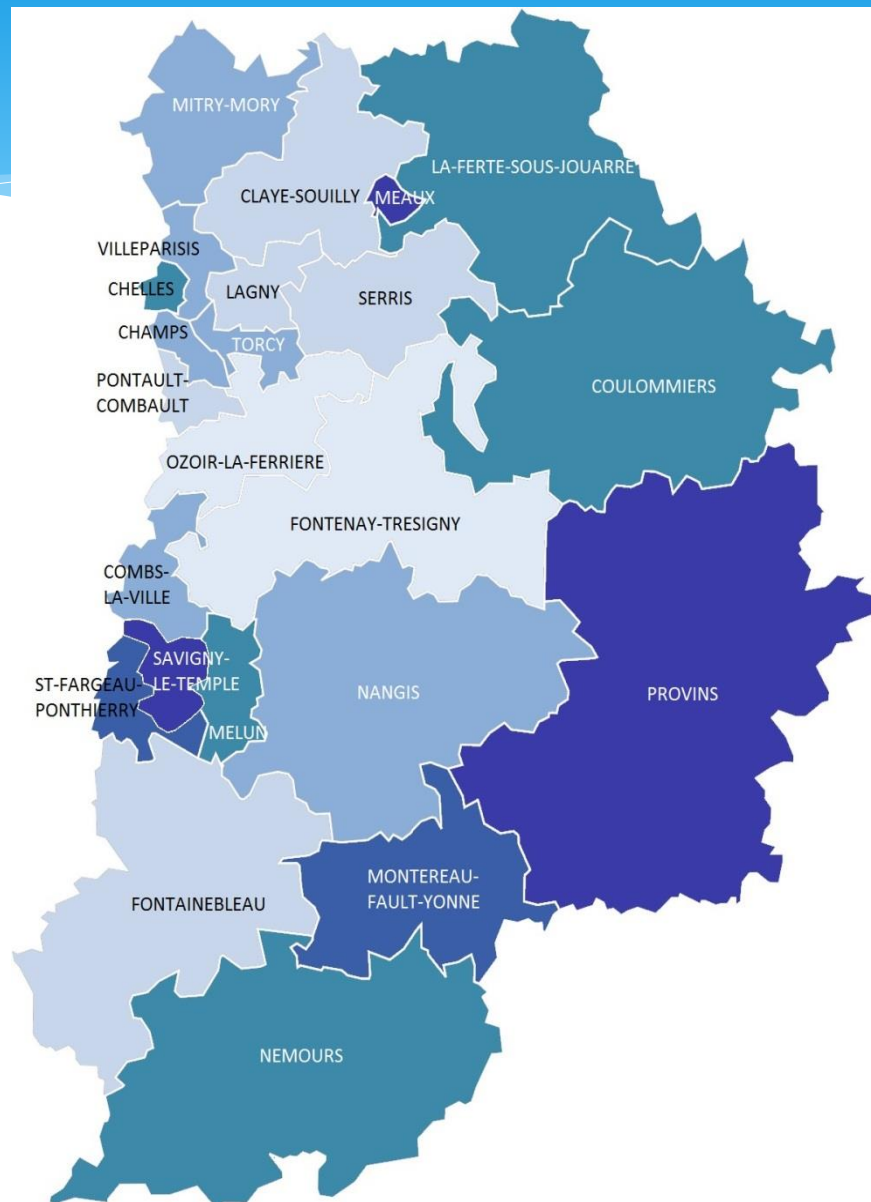 MITRY-MORY
LA-FERTE-SOUS-JOUARRE
CLAYE-SOUILLY
MEAUX
VILLEPARISIS
CHELLES
LAGNY
SERRIS
CHAMPS
TORCY
PONTAULT-
COMBAULT
COULOMMIERS
OZOIR-LA-FERRIERE
FONTENAY-TRESIGNY
COMBS-
LA-VILLE
SAVIGNY-
LE-TEMPLE
ST-FARGEAU-
PONTHIERRY
NANGIS
PROVINS
MELUN
MONTEREAU-
FAULT-YONNE
FONTAINEBLEAU
NEMOURS